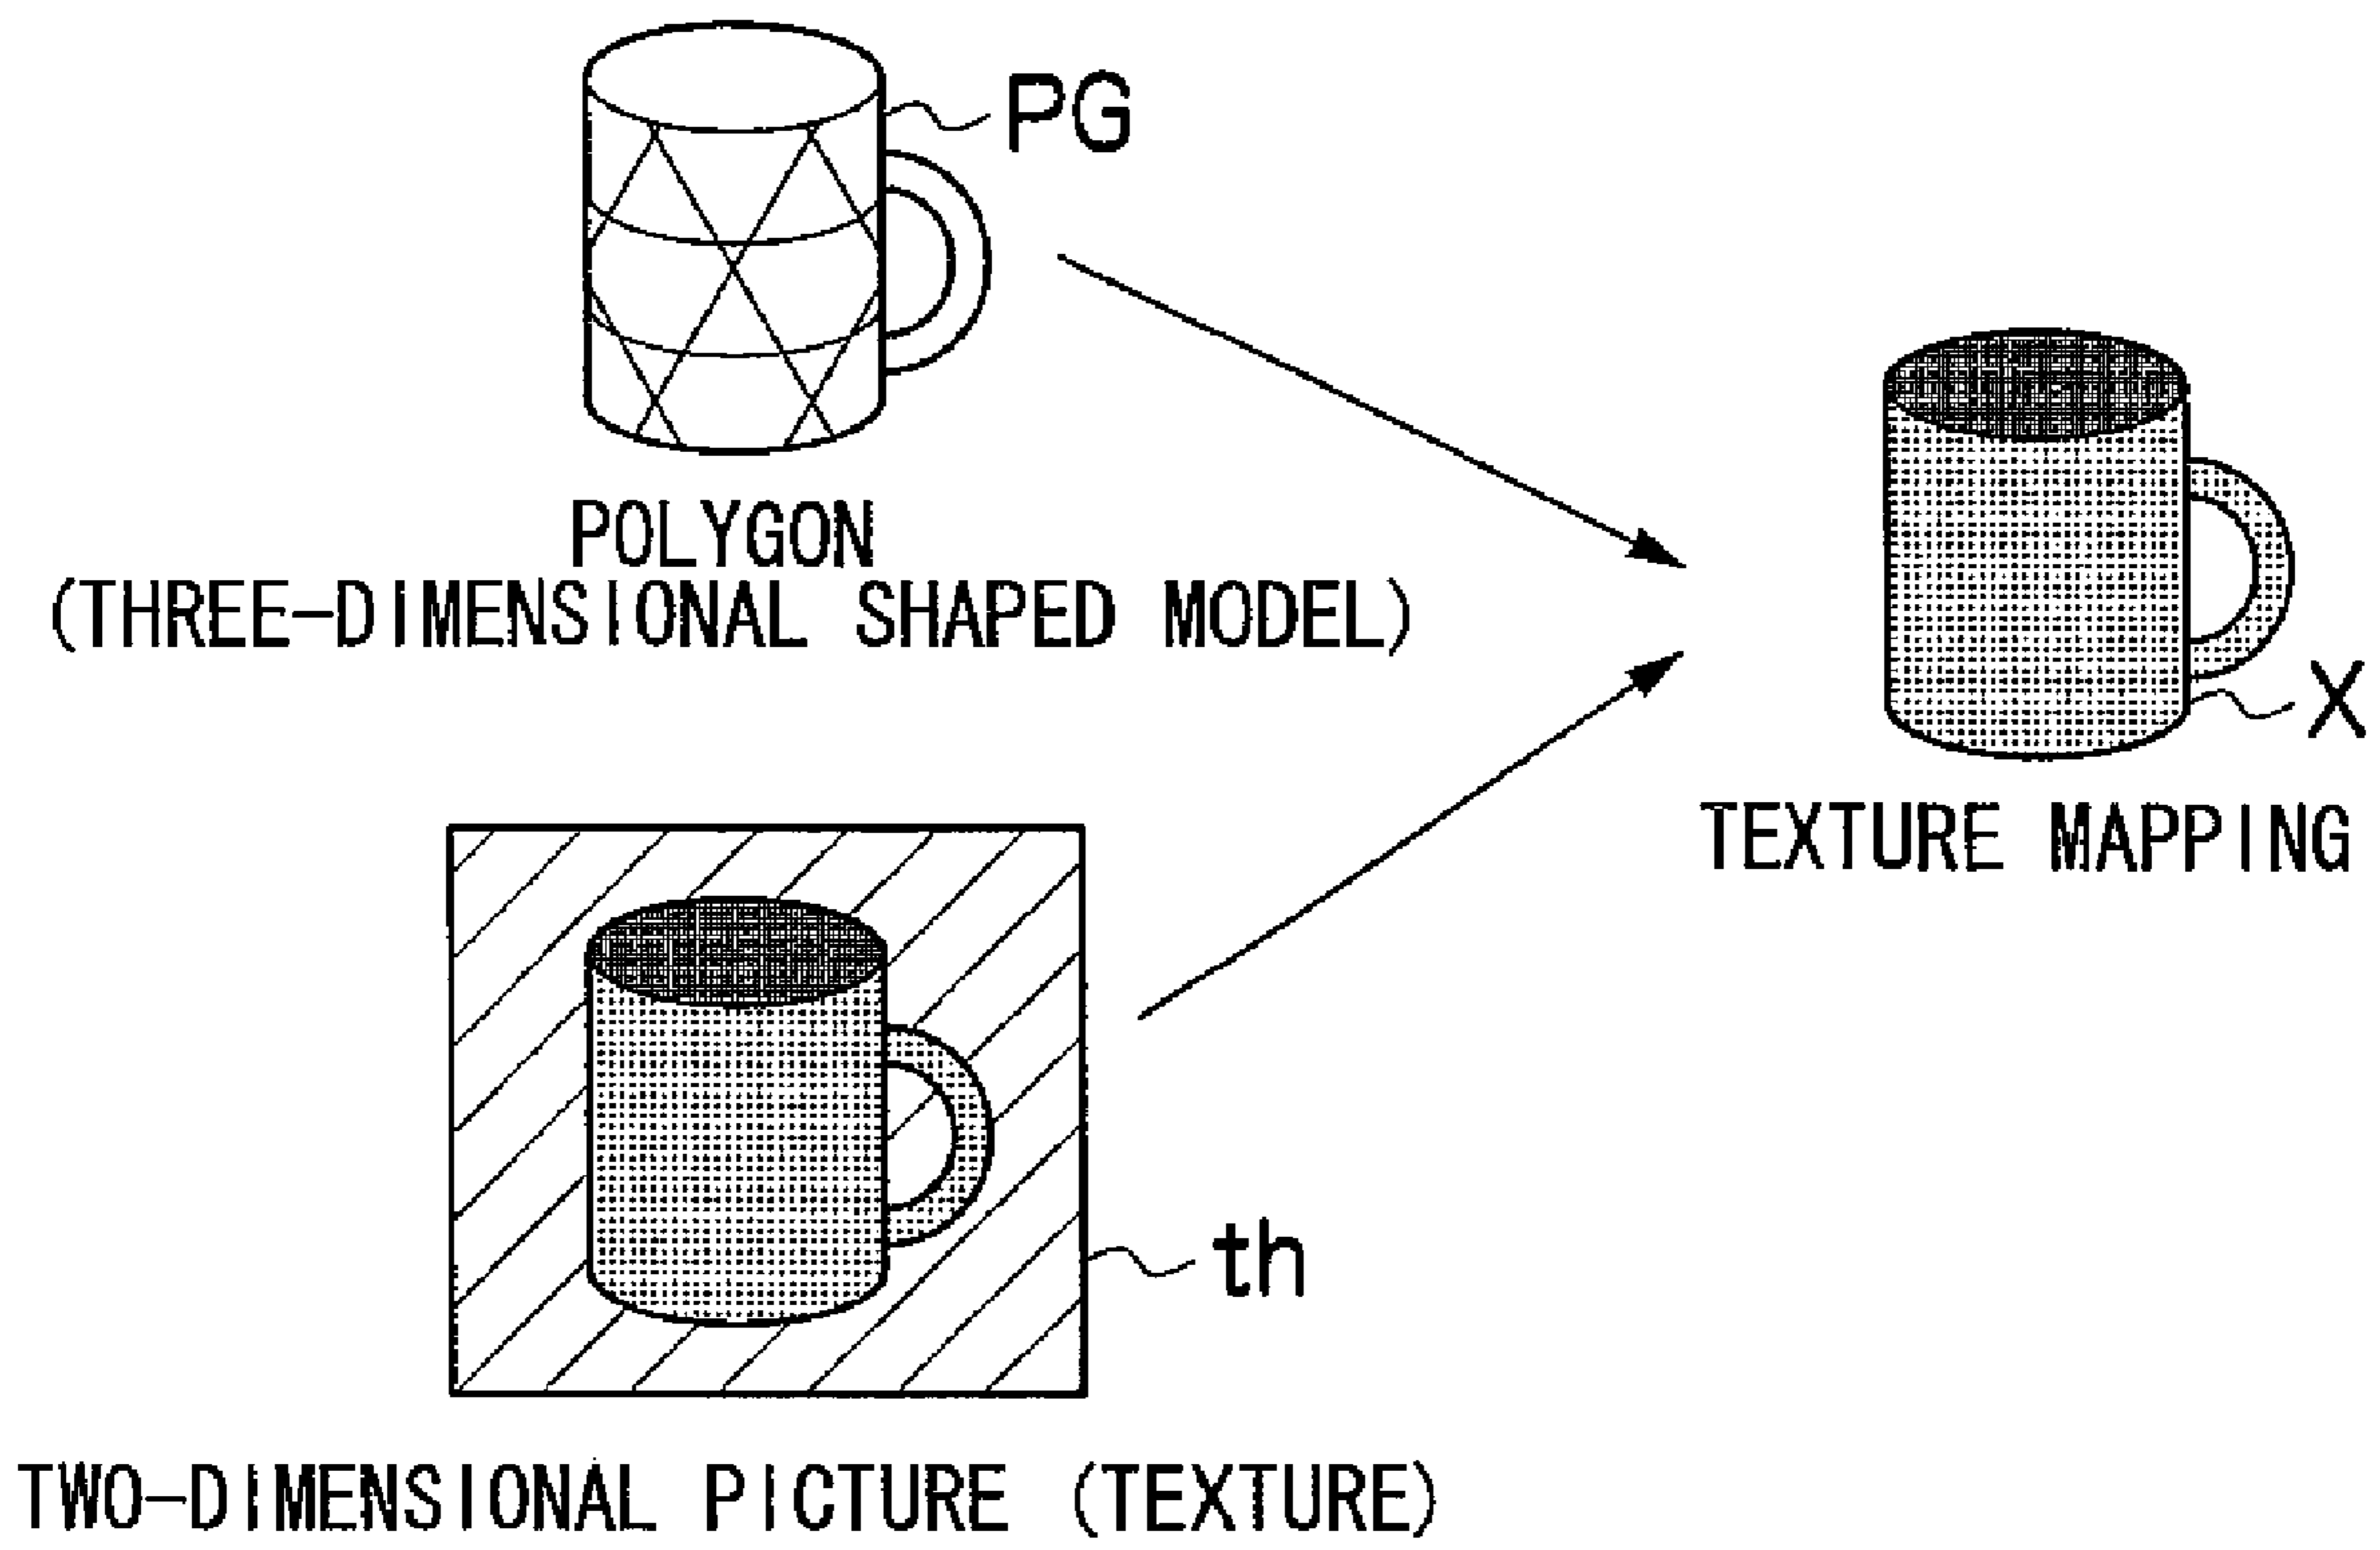 PG
POLYGON
(THREE-DIMENSIONAL SHAPED MODEL)
X
TEXTURE MAPPING
th
TWO-DIMENSIONAL PICTURE (TEXTURE)